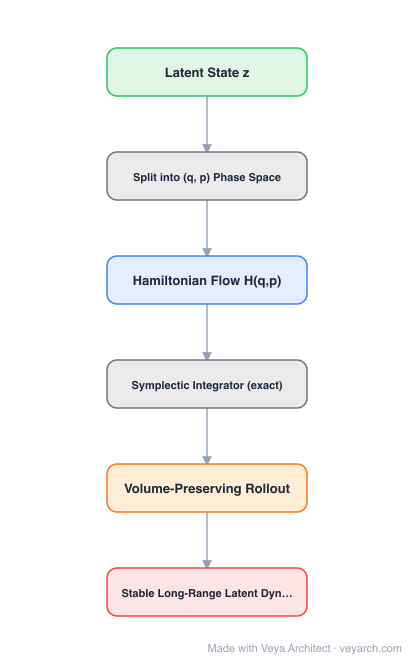 Latent State z
Split into (q, p) Phase Space
Hamiltonian Flow H(q,p)
Symplectic Integrator (exact)
Volume-Preserving Rollout
Stable Long-Range Latent Dyn…
Made with Veya Architect · veyarch.com